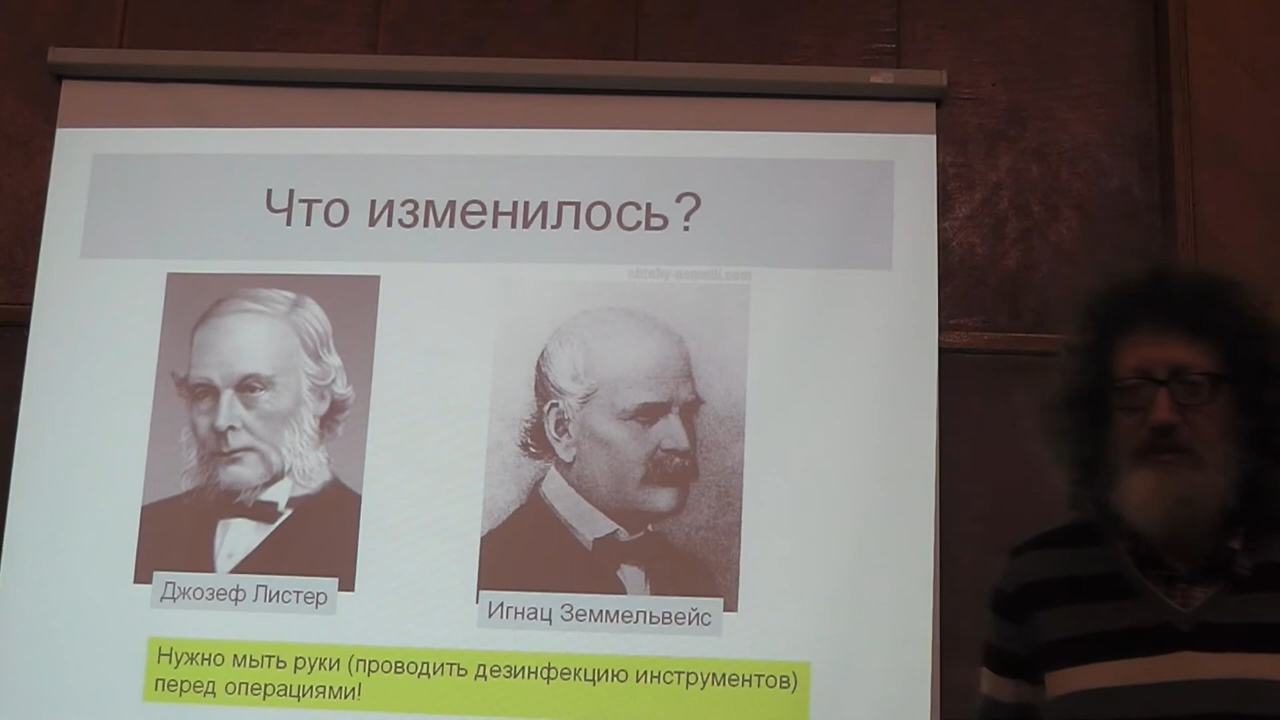 Что изменилось?
Джозеф Листер
Игнац Земмельвейс
Нужно мыть руки (проводить дезинфекцию инструментов)
перед операциями!